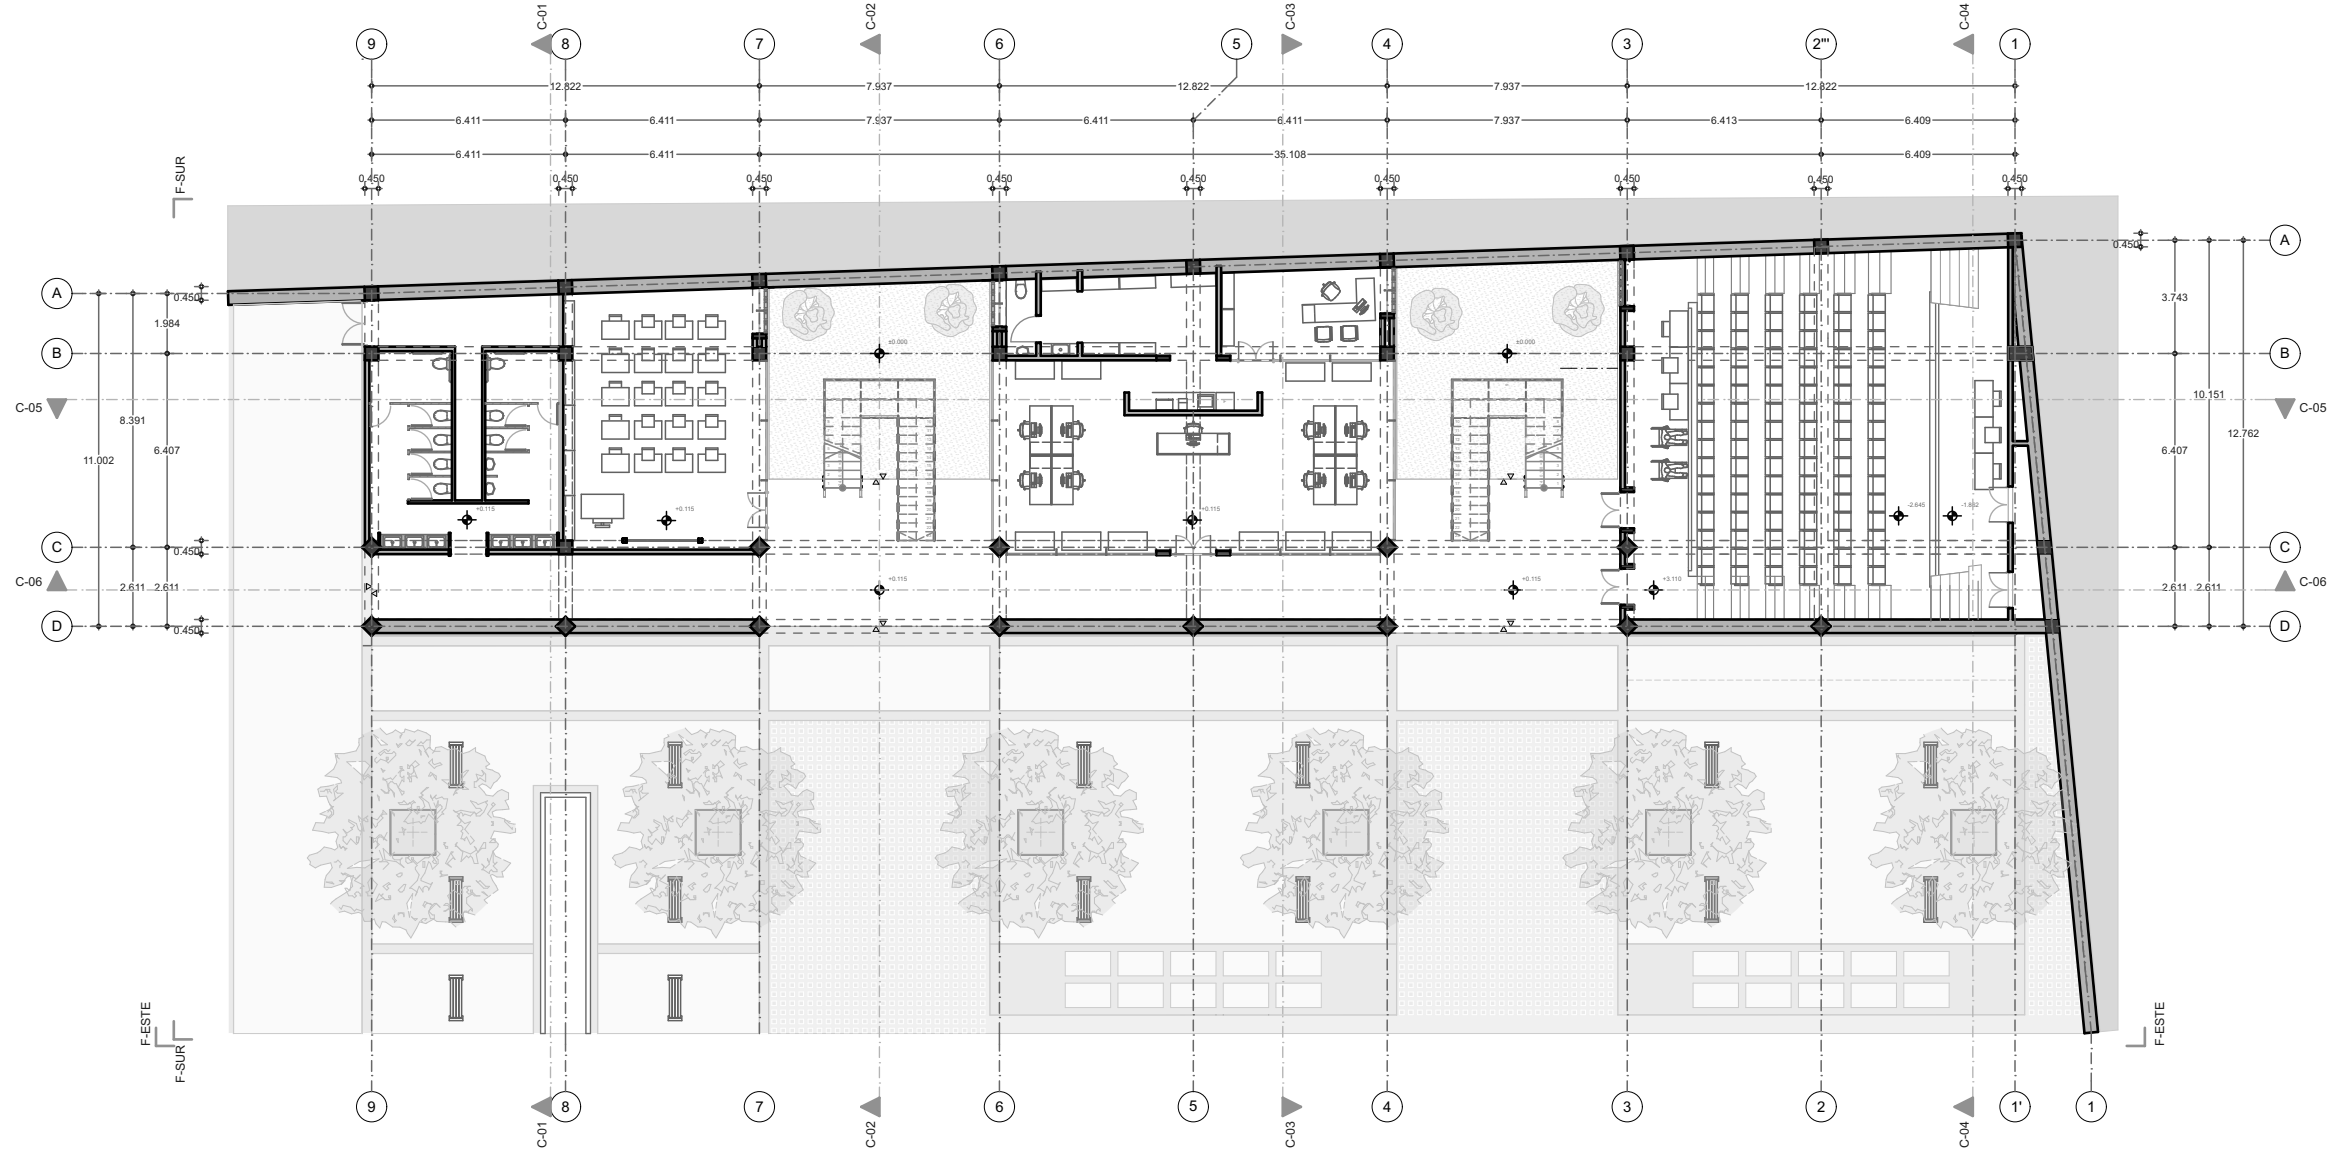 C-01
C-02
C-03
C-04
9
8
7
6
5
4
3
2'''
1
12.822
7.937
12.822
7.937
12.822
6.411
6.411
7.937
6.411
6.411
7.937
6.413
6.409
6.411
6.411
35.108
6.409
0.450
0.450
0.450
0.450
0.450
0.450
0.450
0.450
0.450
F-SUR
A
A
0.450
0.450
1.984
3.743
±0.000
±0.000
B
B
C-05
C-05
8.391
10.151
6.407
6.407
11.002
12.762
+0.115
+0.115
+0.115
-2.645
C
C
0.450
C-06
C-06
2.611
2.611
2.611
2.611
+0.115
+0.115
+3.110
D
D
0.450
F-ESTE
F-SUR
F-ESTE
9
8
7
6
5
4
3
2
1'
1
C-01
C-02
C-03
C-04